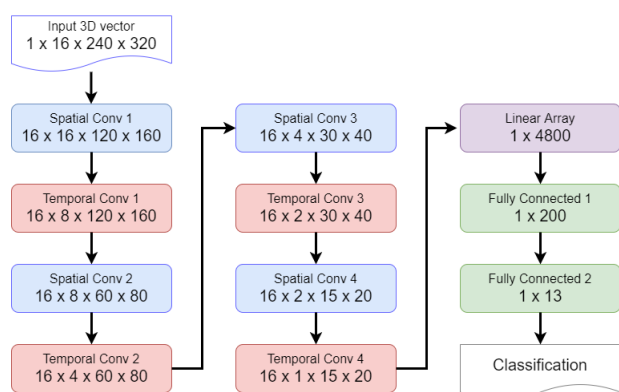 Input 3D vector
1 x 16 x 240 x 320
Spatial Conv 1
16 x 16 x 120 x 160
Temporal Conv 1
16 x 8 x 120 x 160
Spatial Conv 2
16 x 8 x 60 x 80
Temporal Conv 2
16 x 4 x 60 x 80
Spatial Conv 3
16 x 4 x 30 x 40
Temporal Conv 3
16 x 2 x 30 x 40
Spatial Conv 4
16 x 2 x 15 x 20
Temporal Conv 4
16 x 1 x 15 x 20
Linear Array
1 x 4800
Fully Connected 1
1 x 200
Fully Connected 2
1 x 13
Classification